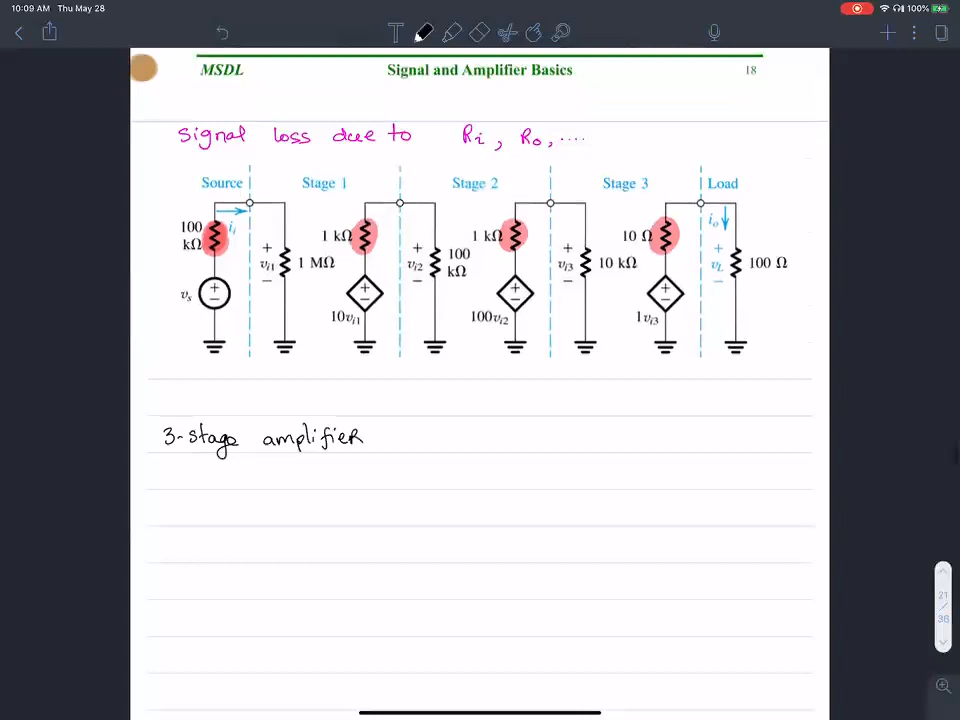 10:09 AM Thu May 28
100%
MSDL Signal and Amplifier Basics 18
Signal loss due to Ri, Ro, ....
Source Stage 1 Stage 2 Stage 3 Load
100 kΩ ii 1 kΩ 1 kΩ 10 Ω io
+ vi1 − 1 MΩ + vi2 − 100 kΩ + vi3 − 10 kΩ + vL − 100 Ω
vs + − 10vi1 + − 100vi2 + − 1vi3 + −
3-stage amplifier
21
/
36